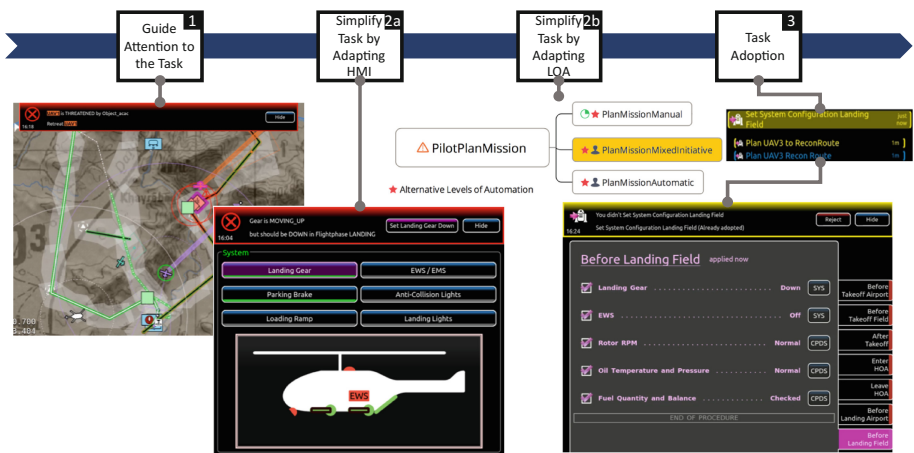 1
Guide
Attention to
the Task
2a
Simplify
Task by
Adapting
HMI
2b
Simplify
Task by
Adapting
LOA
3
Task
Adoption
UAV1 is THREATENED by Object_acac
Retreat UAV1
16:18
Hide
PilotPlanMission
PlanMissionManual
PlanMissionMixedInitiative
PlanMissionAutomatic
Alternative Levels of Automation
Set System Configuration Landing
Field
just
now
Plan UAV3 to ReconRoute
1m
Plan UAV3 Recon Route
1m
Gear is MOVING_UP
but should be DOWN in Flightphase LANDING
16:04
Set Landing Gear Down
Hide
System
Landing Gear
EWS / EMS
Parking Brake
Anti-Collision Lights
Loading Ramp
Landing Lights
EWS
You didn't Set System Configuration Landing Field
Set System Configuration Landing Field (Already adopted)
16:24
Reject
Hide
Before Landing Field applied now
Landing Gear Down SYS
EWS Off SYS
Rotor RPM Normal CPDS
Oil Temperature and Pressure Normal CPDS
Fuel Quantity and Balance Checked CPDS
END OF PROCEDURE
Before
Takeoff Airport
Before
Takeoff Field
After
Takeoff
Enter
HOA
Leave
HOA
Before
Landing Airport
Before
Landing Field